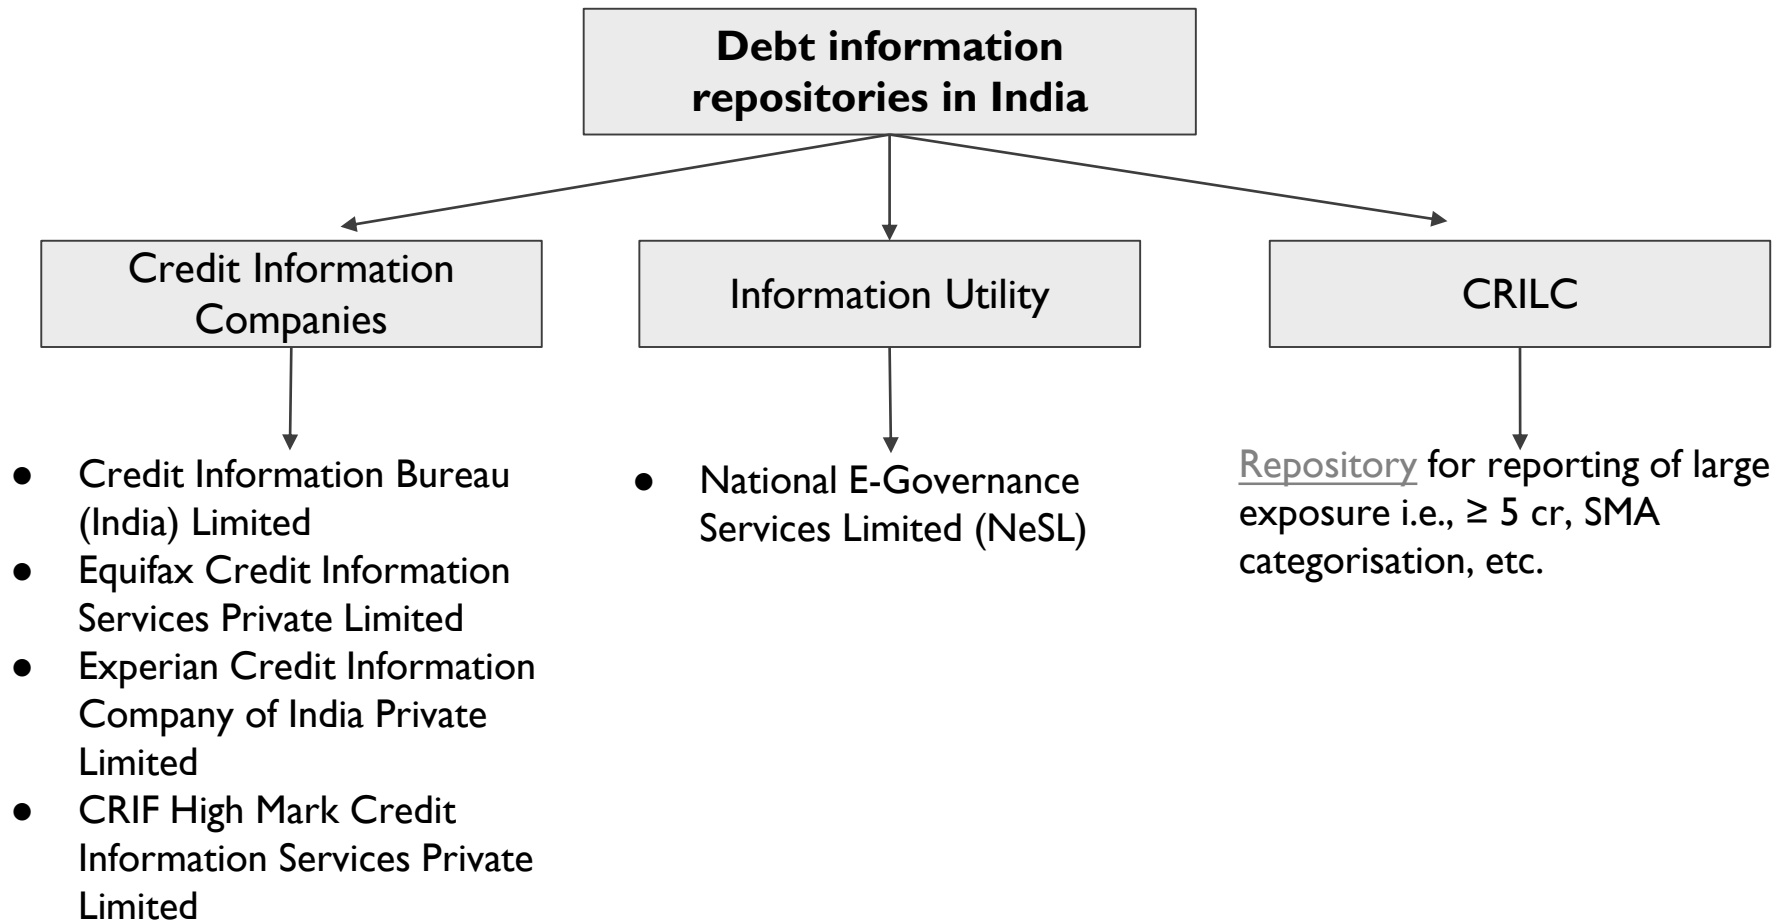 Debt information
repositories in India
Credit Information
Companies
Information Utility
CRILC
● Credit Information Bureau
(India) Limited
● Equifax Credit Information
Services Private Limited
● Experian Credit Information
Company of India Private
Limited
● CRIF High Mark Credit
Information Services Private
Limited
● National E-Governance
Services Limited (NeSL)
Repository for reporting of large
exposure i.e., ≥ 5 cr, SMA
categorisation, etc.